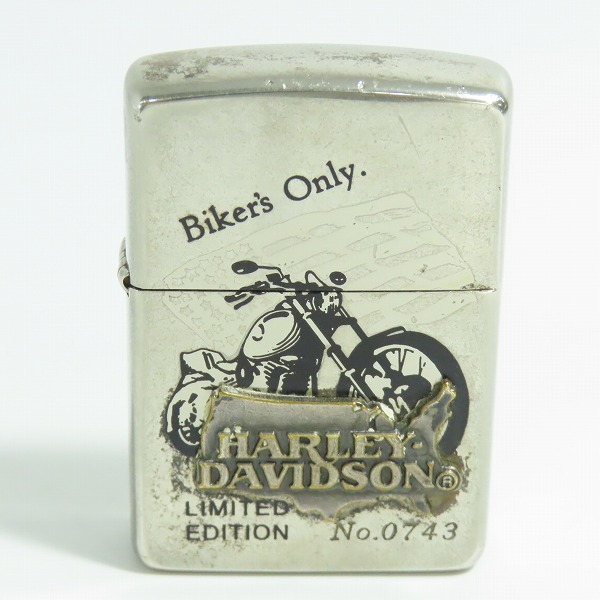 Biker's Only.
HARLEY-
DAVIDSON®
LIMITED
EDITION No.0743